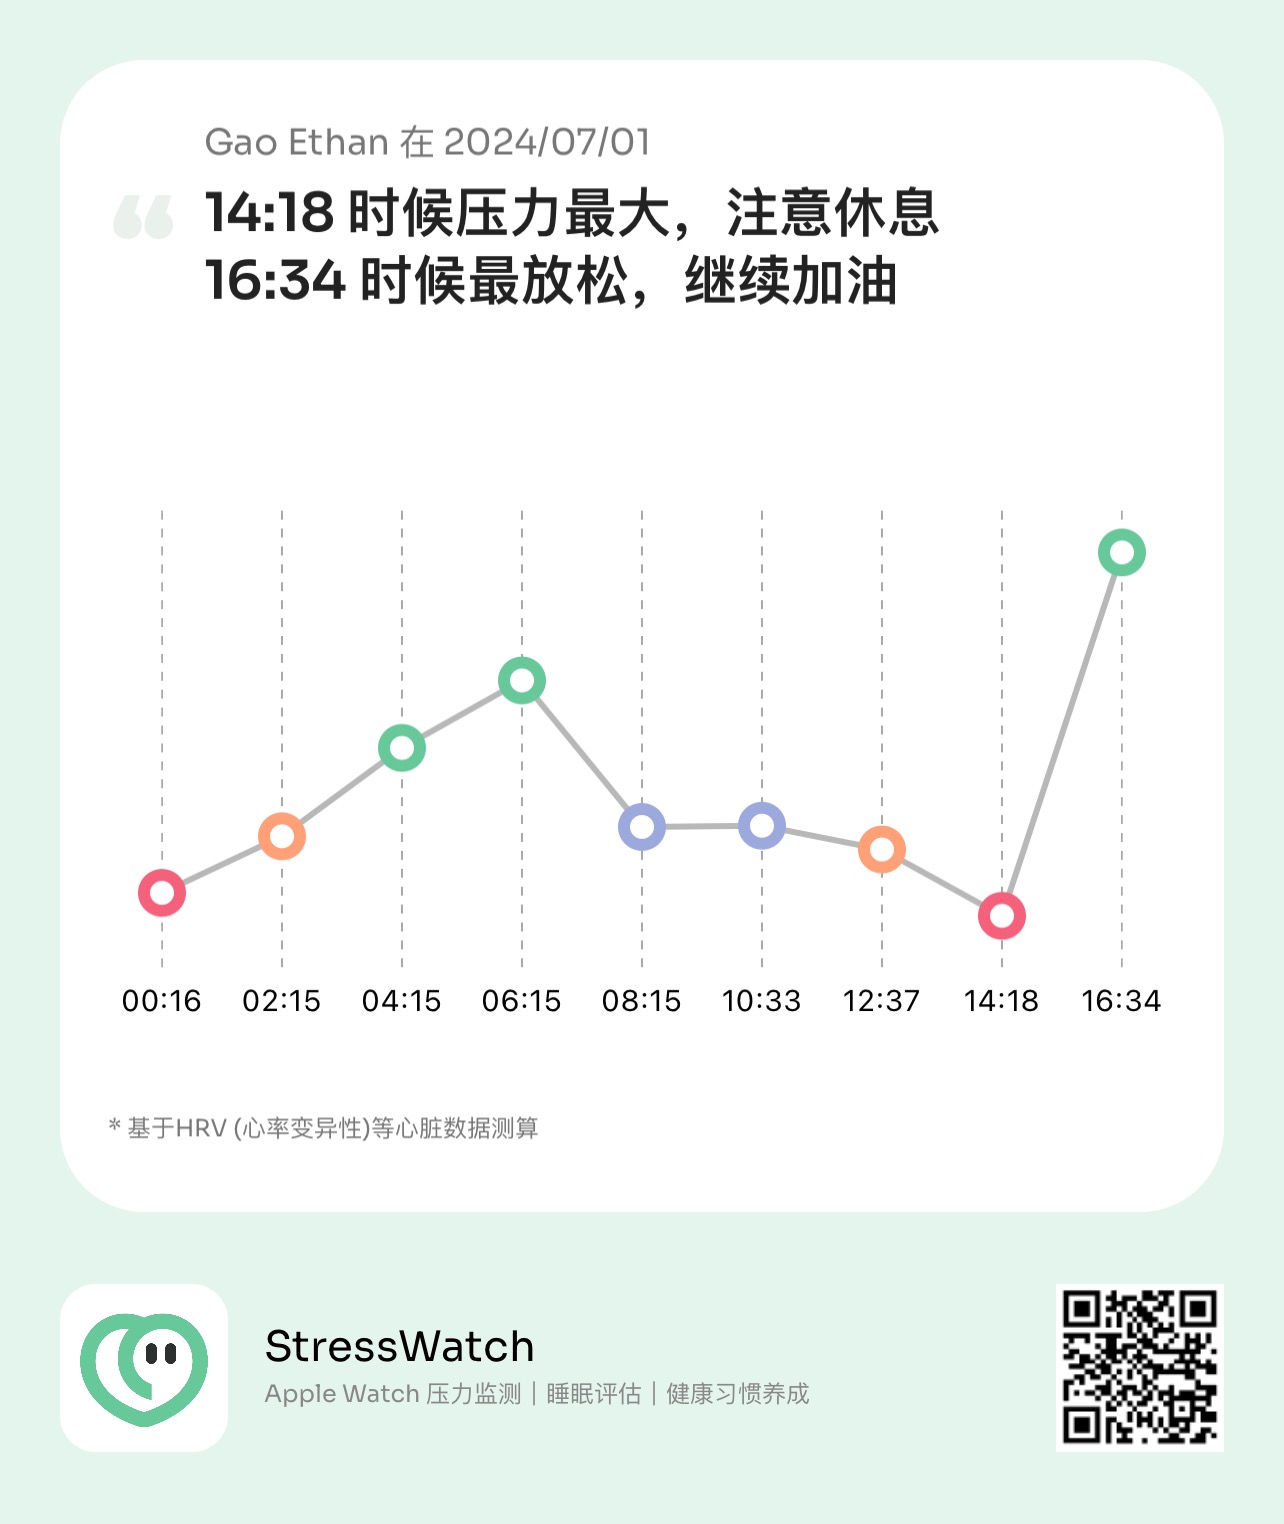 Gao Ethan 在 2024/07/01
14:18 时候压力最大，注意休息
16:34 时候最放松，继续加油
00:16 02:15 04:15 06:15 08:15 10:33 12:37 14:18 16:34
* 基于HRV (心率变异性)等心脏数据测算
StressWatch
Apple Watch 压力监测｜睡眠评估｜健康习惯养成